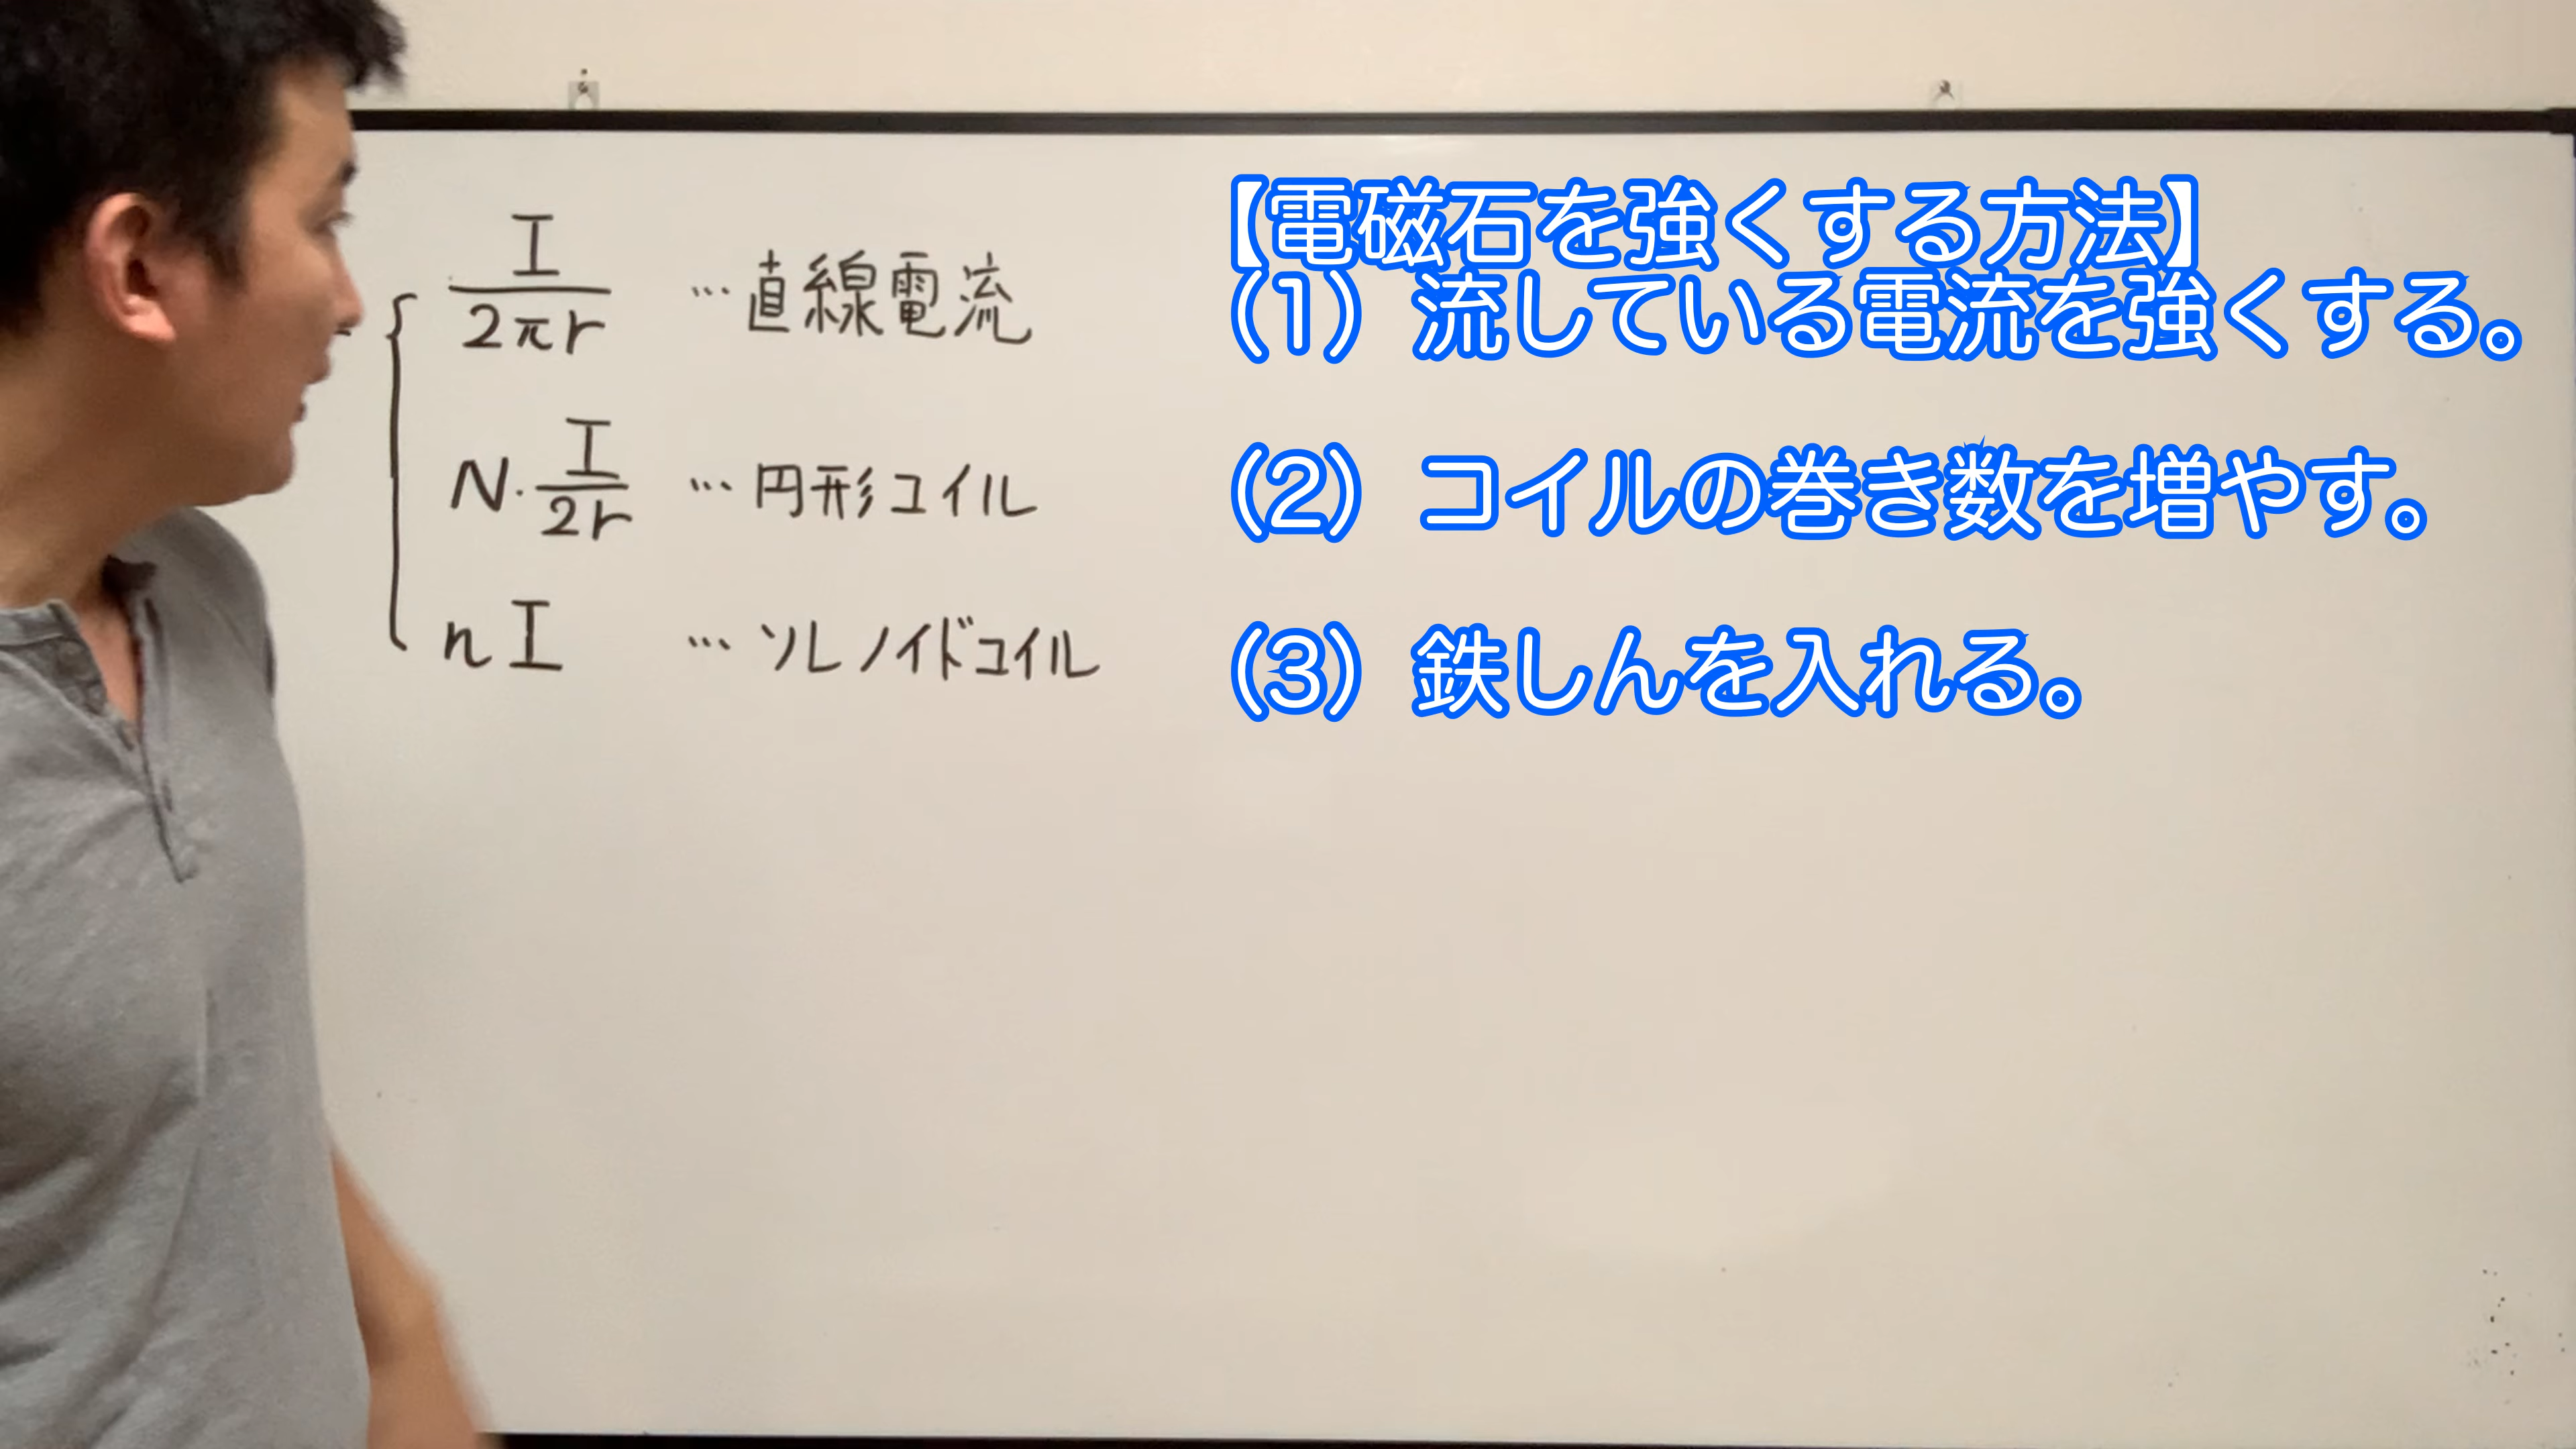 I/2πr …直線電流
N・I/2r …円形コイル
nI …ソレノイドコイル
【電磁石を強くする方法】
（1）流している電流を強くする。
（2）コイルの巻き数を増やす。
（3）鉄しんを入れる。